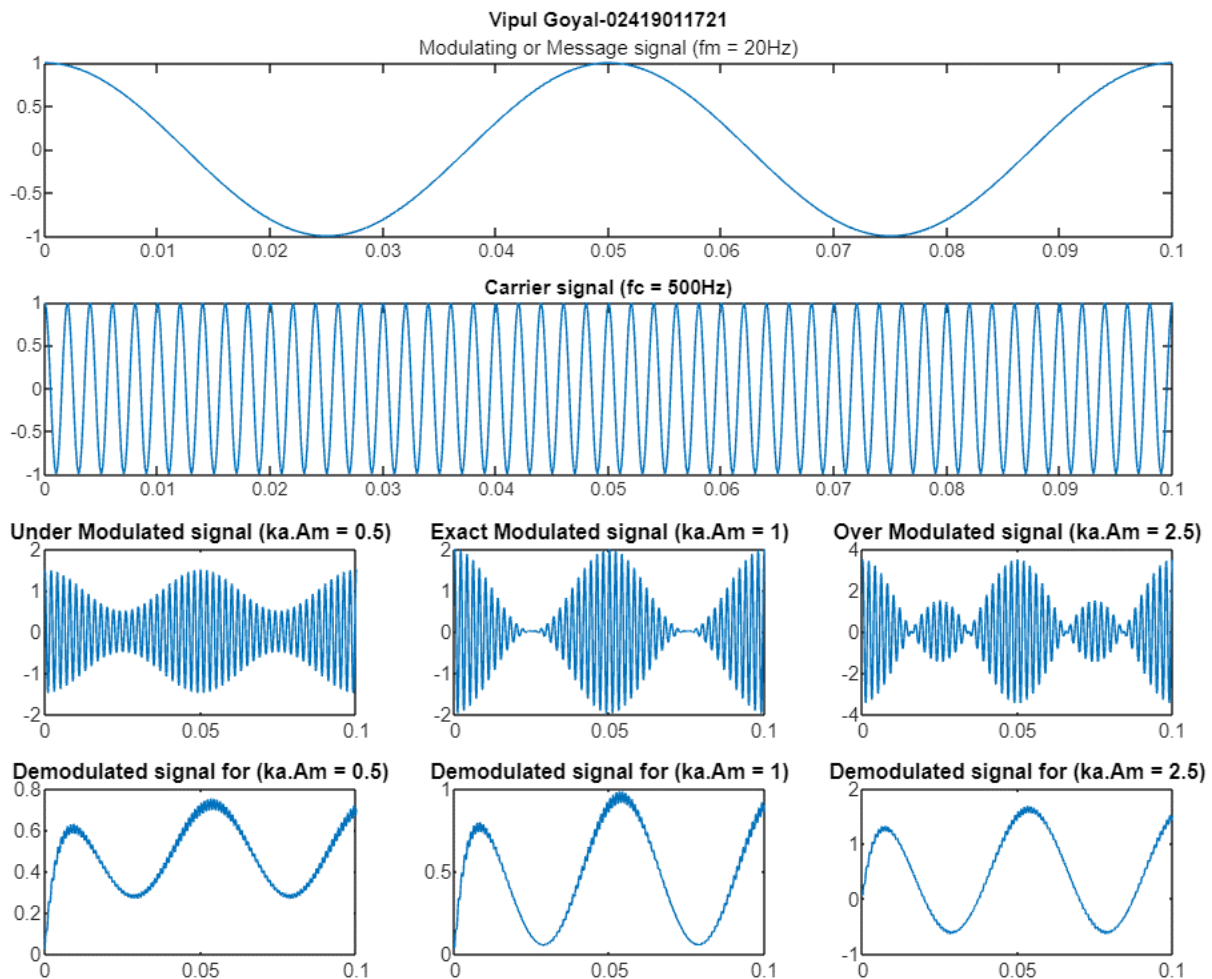 Vipul Goyal-02419011721
Modulating or Message signal (fm = 20Hz)
1
0.5
0
-0.5
-1
0 0.01 0.02 0.03 0.04 0.05 0.06 0.07 0.08 0.09 0.1
Carrier signal (fc = 500Hz)
1
0.5
0
-0.5
-1
0 0.01 0.02 0.03 0.04 0.05 0.06 0.07 0.08 0.09 0.1
Under Modulated signal (ka.Am = 0.5)
2
1
0
-1
-2
0 0.05 0.1
Exact Modulated signal (ka.Am = 1)
2
1
0
-1
-2
0 0.05 0.1
Over Modulated signal (ka.Am = 2.5)
4
2
0
-2
-4
0 0.05 0.1
Demodulated signal for (ka.Am = 0.5)
0.8
0.6
0.4
0.2
0
0 0.05 0.1
Demodulated signal for (ka.Am = 1)
1
0.5
0
0 0.05 0.1
Demodulated signal for (ka.Am = 2.5)
2
1
0
-1
0 0.05 0.1